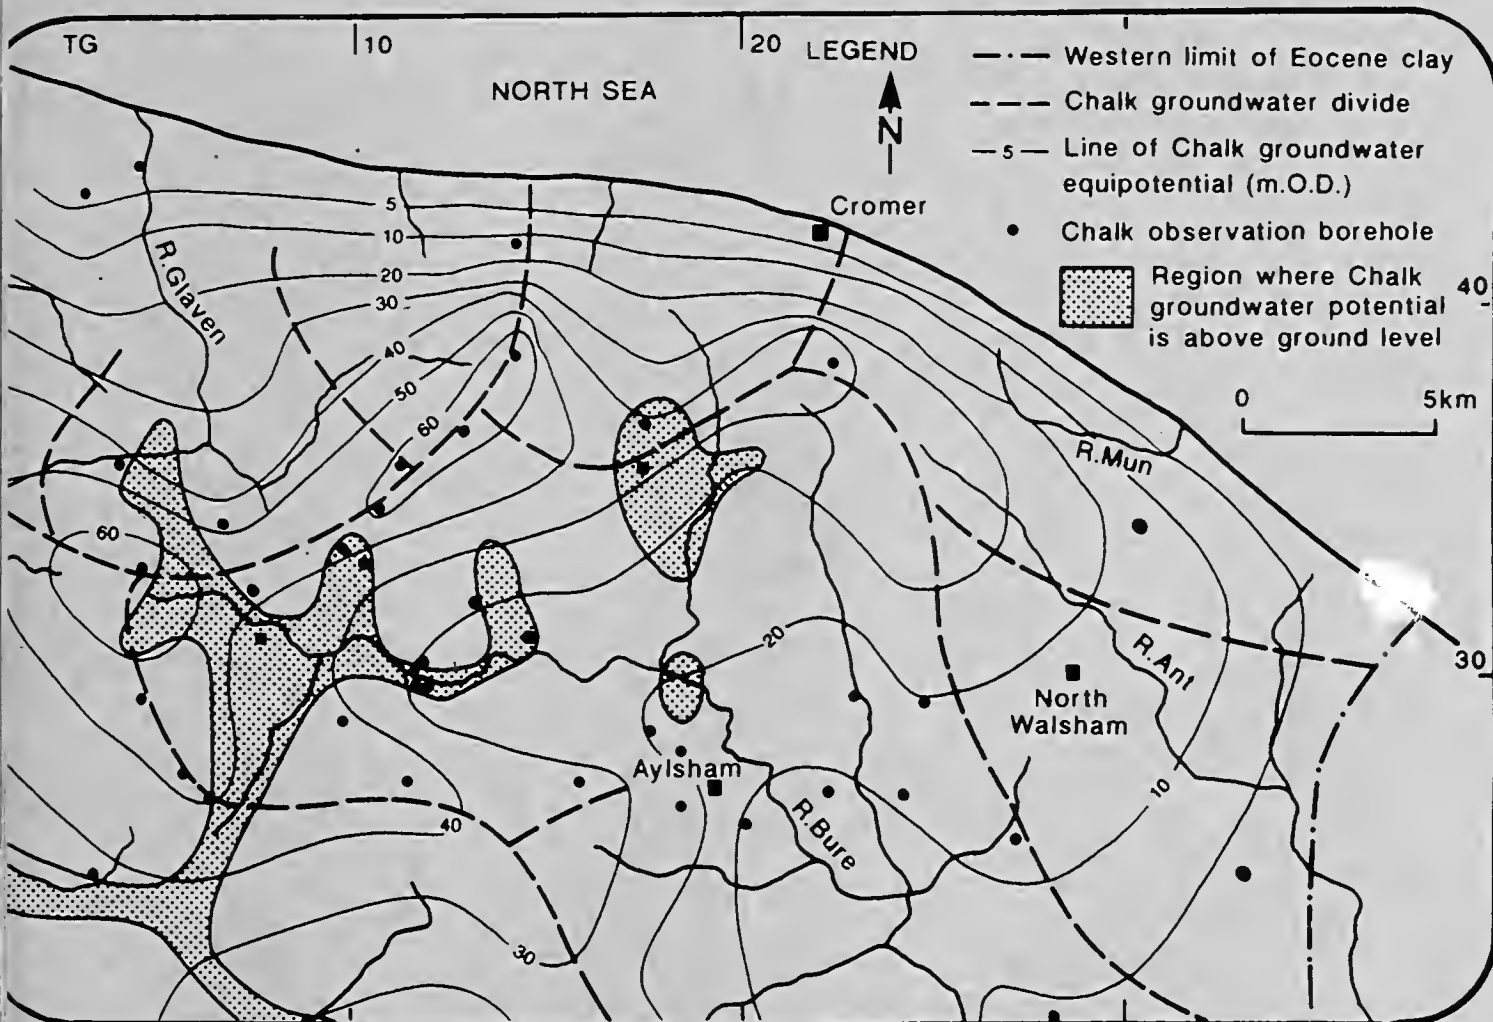 TG
10
20
LEGEND
NORTH SEA
N
Western limit of Eocene clay
Chalk groundwater divide
5
Line of Chalk groundwater
equipotential (m.O.D.)
Chalk observation borehole
Region where Chalk
groundwater potential
is above ground level
40
0
5km
Cromer
5
10
20
30
40
50
60
60
R.Glaven
R.Mun
R.Ant
30
North
Walsham
20
Aylsham
R.Bure
10
40
30